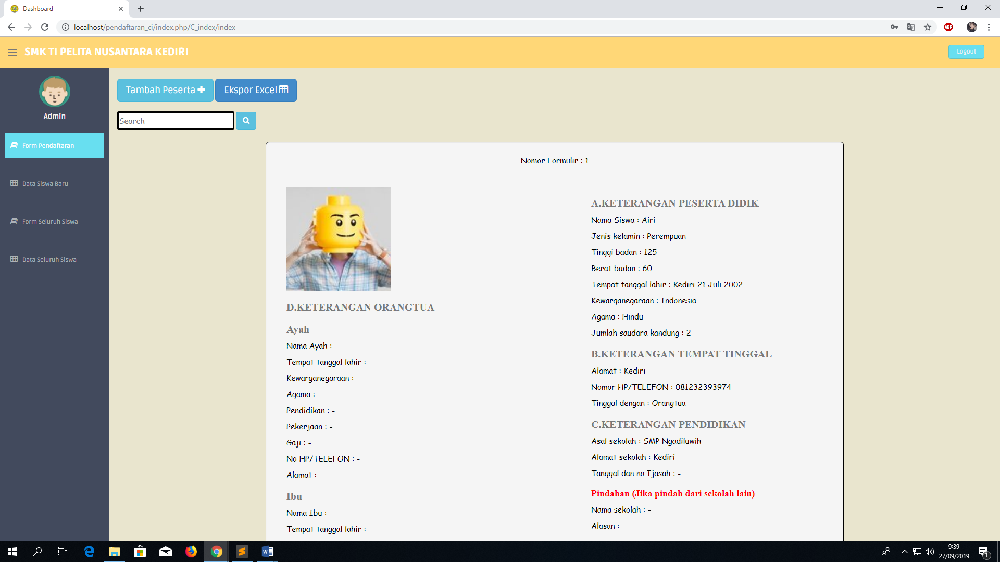 Dashboard
localhost/pendaftaran_ci/index.php/C_index/index
ABP
SMK TI PELITA NUSANTARA KEDIRI
Logout
Admin
Form Pendaftaran
Data Siswa Baru
Form Seluruh Siswa
Data Seluruh Siswa
Tambah Peserta
Ekspor Excel
Search
Nomor Formulir : 1
D.KETERANGAN ORANGTUA
Ayah
Nama Ayah : -
Tempat tanggal lahir : -
Kewarganegaraan : -
Agama : -
Pendidikan : -
Pekerjaan : -
Gaji : -
No HP/TELEFON : -
Alamat : -
Ibu
Nama Ibu : -
Tempat tanggal lahir : -
A.KETERANGAN PESERTA DIDIK
Nama Siswa : Airi
Jenis kelamin : Perempuan
Tinggi badan : 125
Berat badan : 60
Tempat tanggal lahir : Kediri 21 Juli 2002
Kewarganegaraan : Indonesia
Agama : Hindu
Jumlah saudara kandung : 2
B.KETERANGAN TEMPAT TINGGAL
Alamat : Kediri
Nomor HP/TELEFON : 081232393974
Tinggal dengan : Orangtua
C.KETERANGAN PENDIDIKAN
Asal sekolah : SMP Ngadiluwih
Alamat sekolah : Kediri
Tanggal dan no Ijasah : -
Pindahan (Jika pindah dari sekolah lain)
Nama sekolah : -
Alasan : -
9:39
27/09/2019
1